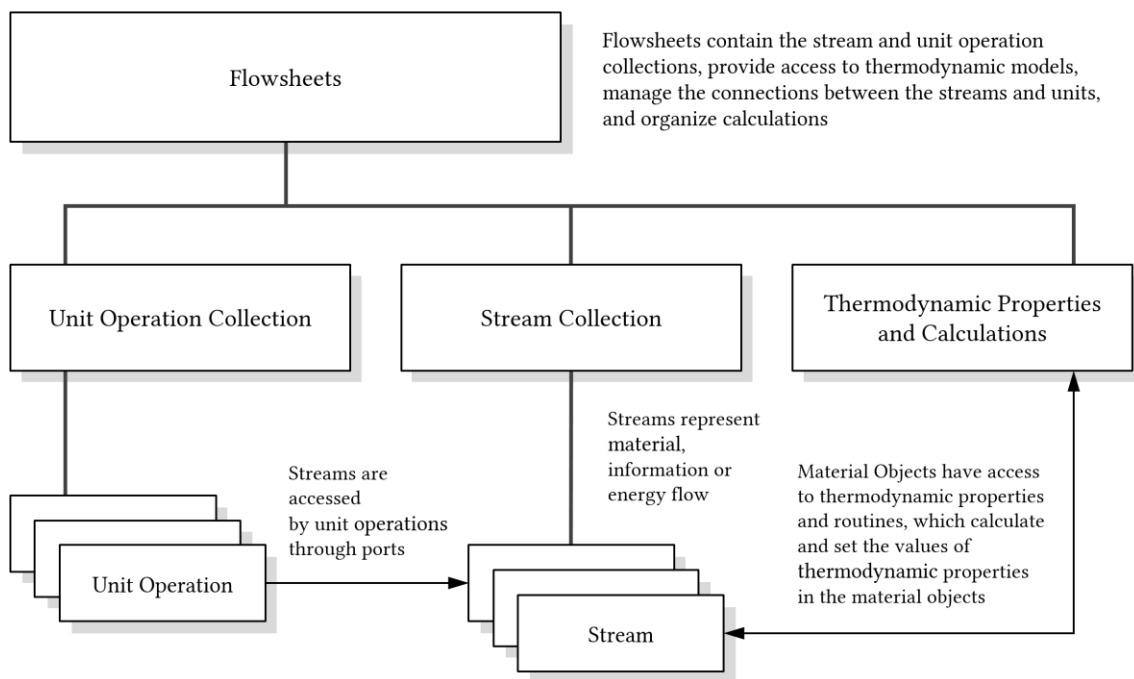 Flowsheets
Flowsheets contain the stream and unit operation
collections, provide access to thermodynamic models,
manage the connections between the streams and units,
and organize calculations
Unit Operation Collection
Stream Collection
Thermodynamic Properties
and Calculations
Streams are
accessed
by unit operations
through ports
Streams represent
material,
information or
energy flow
Material Objects have access
to thermodynamic properties
and routines, which calculate
and set the values of
thermodynamic properties
in the material objects
Unit Operation
Stream